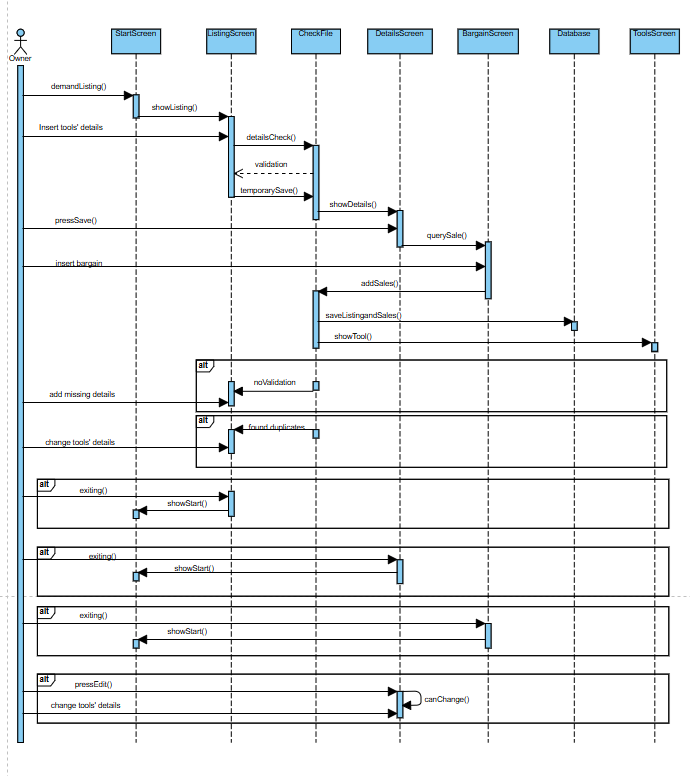 StartScreen
ListingScreen
CheckFile
DetailsScreen
BargainScreen
Database
ToolsScreen
Owner
demandListing()
showListing()
Insert tools' details
detailsCheck()
validation
temporarySave()
showDetails()
pressSave()
querySale()
insert bargain
addSales()
saveListingandSales()
showTool()
alt
noValidation
add missing details
alt
found duplicates
change tools' details
alt
exiting()
showStart()
alt
exiting()
showStart()
alt
exiting()
showStart()
alt
pressEdit()
canChange()
change tools' details